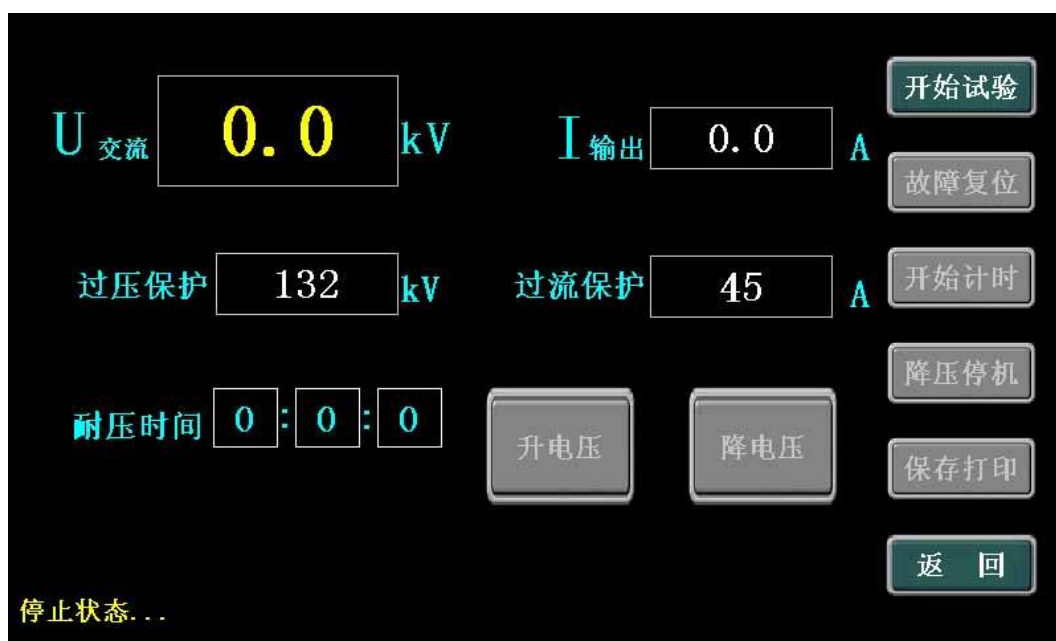 U 交流 0.0 kV
I 输出 0.0 A
开始试验
故障复位
过压保护 132 kV
过流保护 45 A
开始计时
降压停机
耐压时间 0 : 0 : 0
升电压
降电压
保存打印
返 回
停止状态...